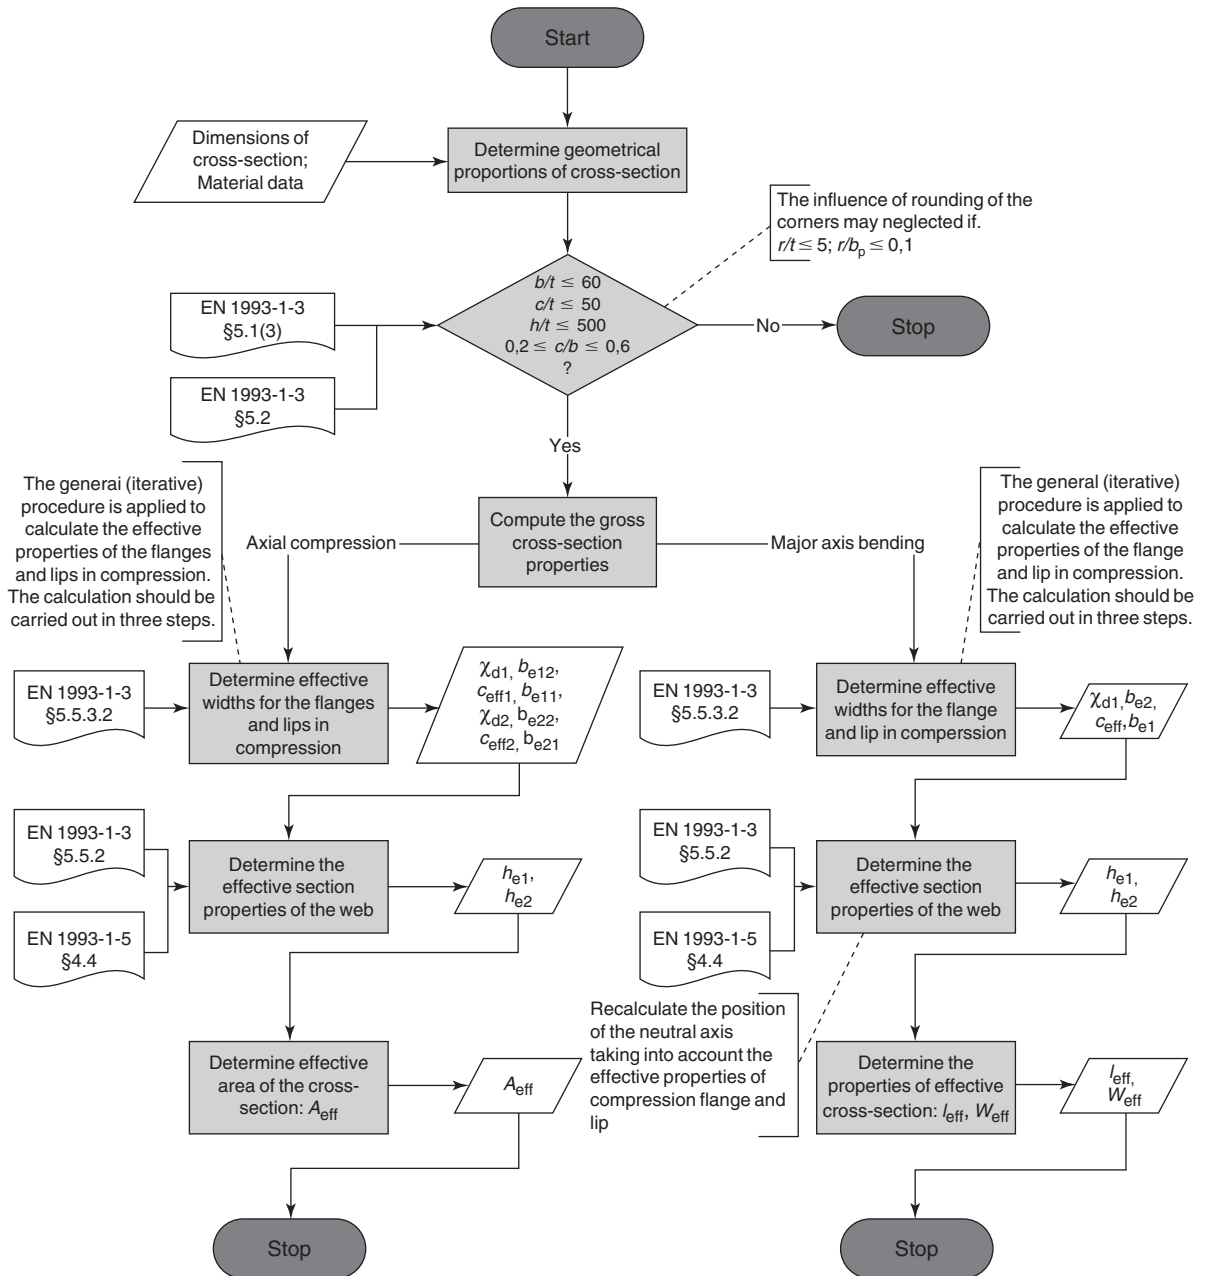 Start
Dimensions of
cross-section;
Material data
Determine geometrical
proportions of cross-section
The influence of rounding of the
corners may neglected if.
r/t ≤ 5; r/bp ≤ 0,1
b/t ≤ 60
c/t ≤ 50
h/t ≤ 500
0,2 ≤ c/b ≤ 0,6
?
EN 1993-1-3
§5.1(3)
EN 1993-1-3
§5.2
No
Stop
Yes
The generai (iterative)
procedure is applied to
calculate the effective
properties of the flanges
and lips in compression.
The calculation should be
carried out in three steps.
Axial compression
Compute the gross
cross-section
properties
Major axis bending
The general (iterative)
procedure is applied to
calculate the effective
properties of the flange
and lip in compression.
The calculation should be
carried out in three steps.
EN 1993-1-3
§5.5.3.2
Determine effective
widths for the flanges
and lips in
compression
χd1, be12,
ceff1, be11,
χd2, be22,
ceff2, be21
EN 1993-1-3
§5.5.3.2
Determine effective
widths for the flange
and lip in comperssion
χd1, be2,
ceff, be1
EN 1993-1-3
§5.5.2
EN 1993-1-5
§4.4
Determine the
effective section
properties of the web
he1,
he2
EN 1993-1-3
§5.5.2
EN 1993-1-5
§4.4
Determine the
effective section
properties of the web
he1,
he2
Recalculate the position
of the neutral axis
taking into account the
effective properties of
compression flange and
lip
Determine effective
area of the cross-
section: Aeff
Aeff
Determine the
properties of effective
cross-section: Ieff, Weff
Ieff,
Weff
Stop
Stop